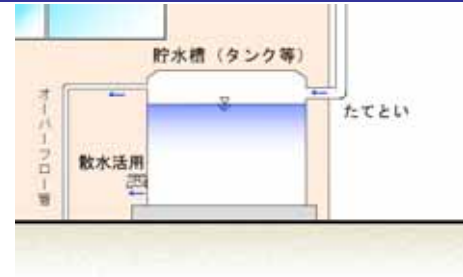 貯水槽（タンク等）
たてとい
オーバーフロー管
散水活用